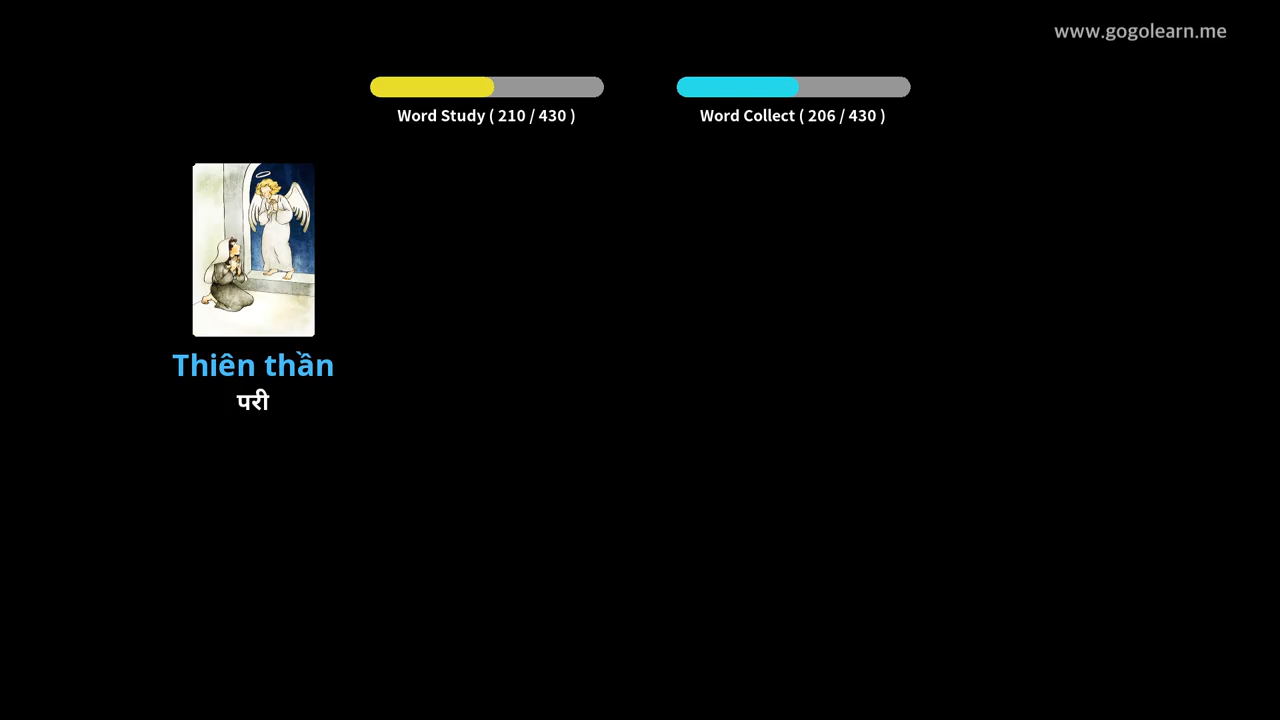 www.gogolearn.me
Word Study ( 210 / 430 )
Word Collect ( 206 / 430 )
Thiên thần
परी